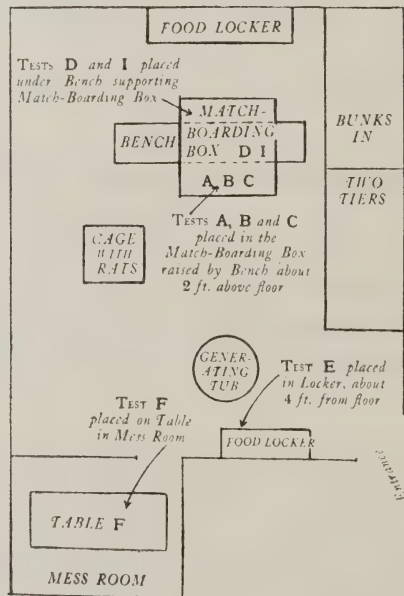 FOOD LOCKER
TESTS D and I placed
under Bench supporting
Match-Boarding Box
MATCH-
BOARDING
BOX D I
BENCH
A, B C
BUNKS
IN
TWO
TIERS
TESTS A, B and C
placed in the
Match-Boarding Box
raised by Bench about
2 ft. above floor
CAGE
WITH
RATS
GENER-
ATING
TUB
TEST E placed
in Locker, about
4 ft. from floor
TEST F
placed on Table
in Mess Room
FOOD LOCKER
Entrance
TABLE F
MESS ROOM